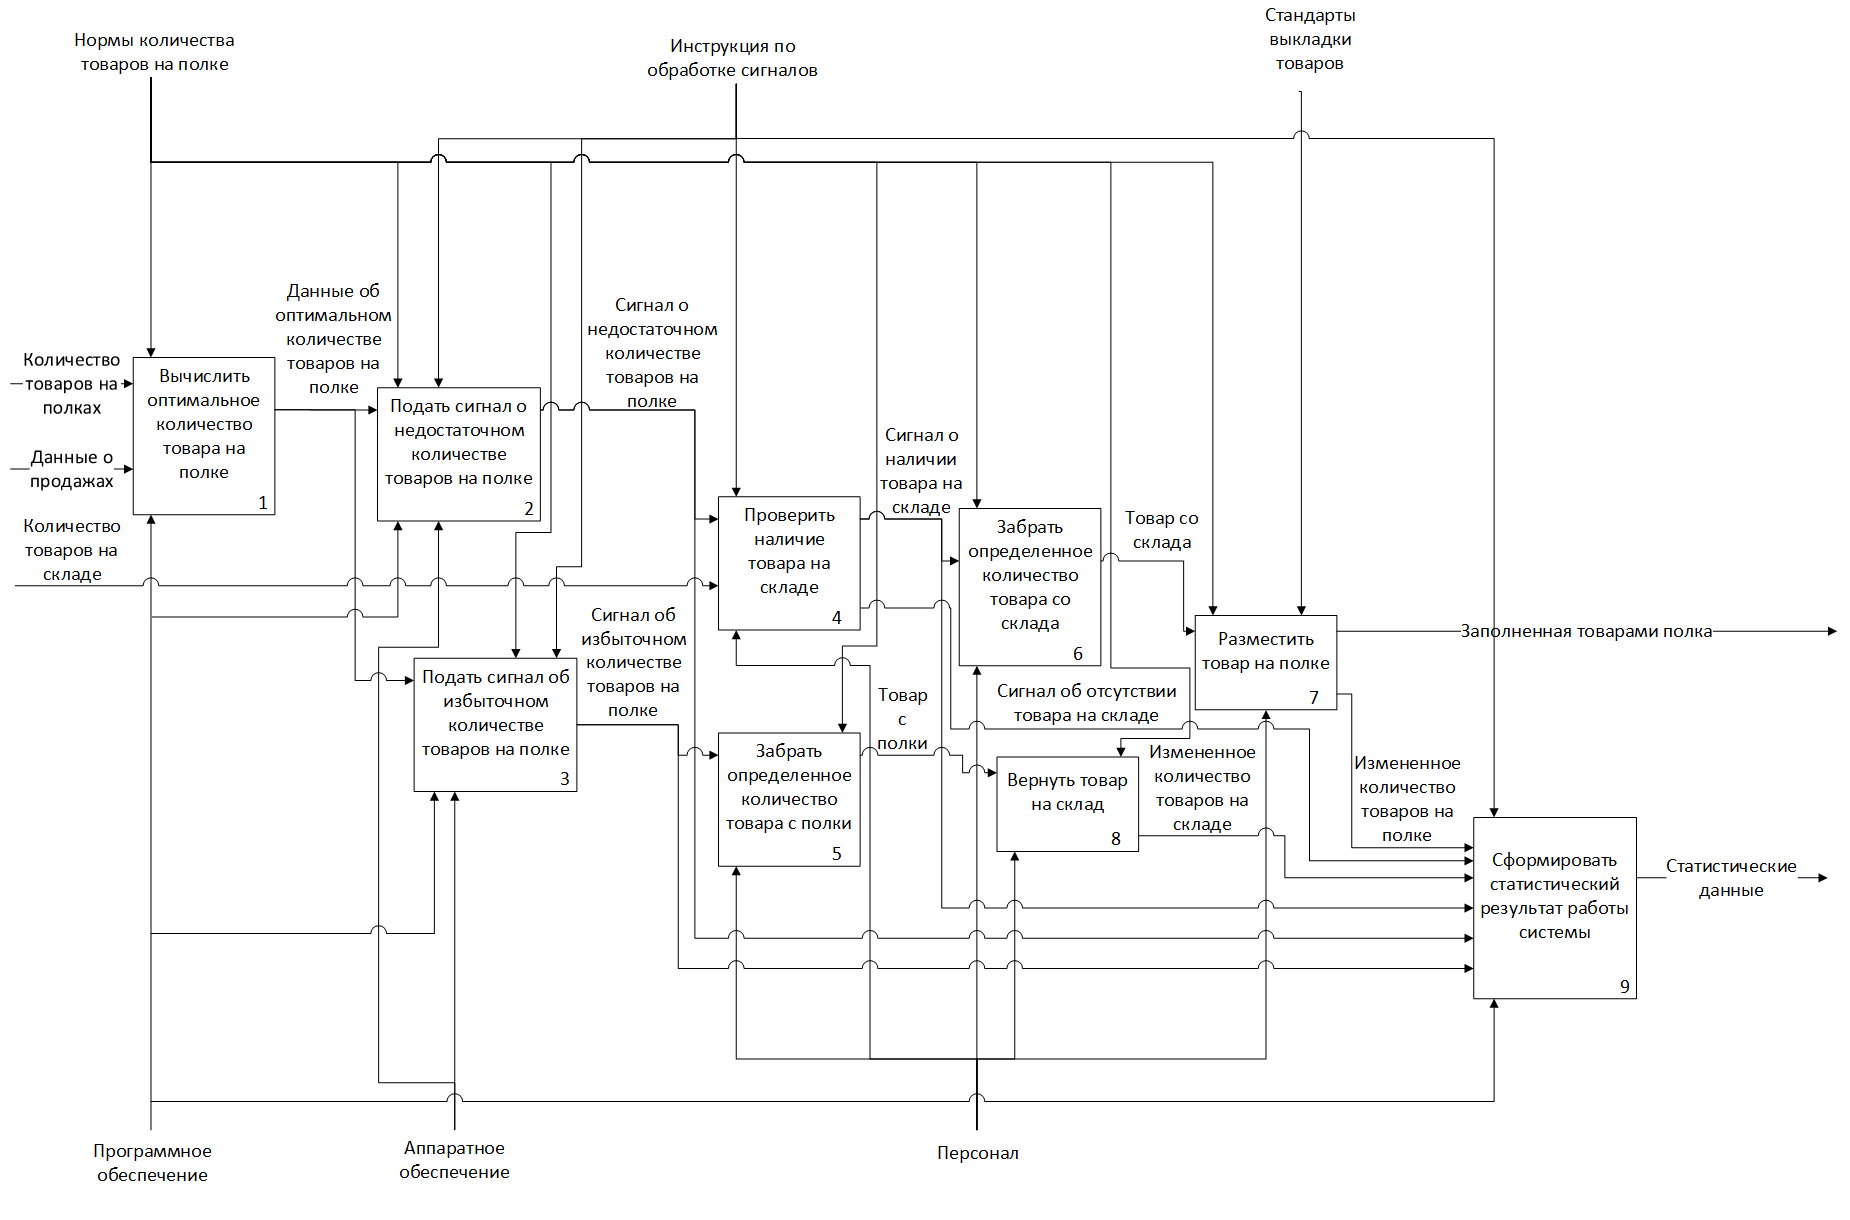 Нормы количества
товаров на полке
Инструкция по
обработке сигналов
Стандарты
выкладки
товаров
Количество
товаров на
полках
Данные о
продажах
Количество
товаров на
складе
Вычислить
оптимальное
количество
товара на
полке
1
Данные об
оптимальном
количестве
товаров на
полке
Подать сигнал о
недостаточном
количестве
товаров на полке
2
Сигнал о
недостаточном
количестве
товаров на
полке
Подать сигнал об
избыточном
количестве
товаров на полке
3
Сигнал об
избыточном
количестве
товаров на
полке
Проверить
наличие
товара на
складе
4
Сигнал о
наличии
товара на
складе
Забрать
определенное
количество
товара с полки
5
Товар
с
полки
Забрать
определенное
количество
товара со
склада
6
Товар со
склада
Сигнал об отсутствии
товара на складе
Разместить
товар на полке
7
Заполненная товарами полка
Вернуть товар
на склад
8
Измененное
количество
товаров на
складе
Измененное
количество
товаров на
полке
Сформировать
статистический
результат работы
системы
9
Статистические
данные
Программное
обеспечение
Аппаратное
обеспечение
Персонал